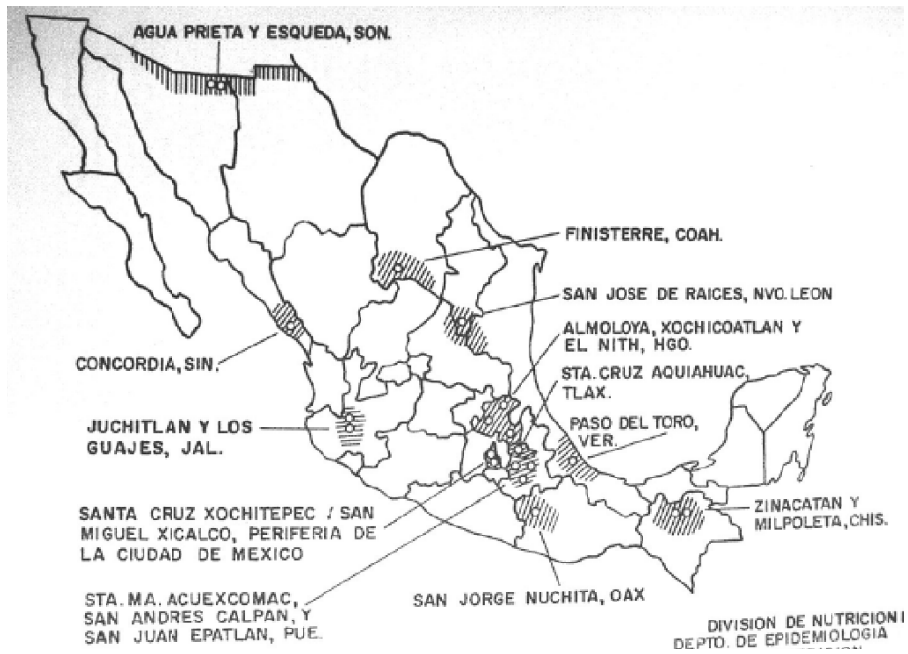 AGUA PRIETA Y ESQUEDA, SON.
FINISTERRE, COAH.
SAN JOSE DE RAICES, NVO. LEON
ALMOLOYA, XOCHICOATLAN Y
EL NITH, HGO.
CONCORDIA, SIN.
STA. CRUZ AQUIAHUAC,
TLAX.
JUCHITLAN Y LOS
GUAJES, JAL.
PASO DEL TORO,
VER.
ZINACATAN Y
MILPOLETA, CHIS.
SANTA CRUZ XOCHITEPEC / SAN
MIGUEL XICALCO, PERIFERIA DE
LA CIUDAD DE MEXICO
STA. MA. ACUEXCOMAC,
SAN ANDRES CALPAN, Y
SAN JUAN EPATLAN, PUE.
SAN JORGE NUCHITA, OAX
DIVISION DE NUTRICION
DEPTO. DE EPIDEMIOLOGIA